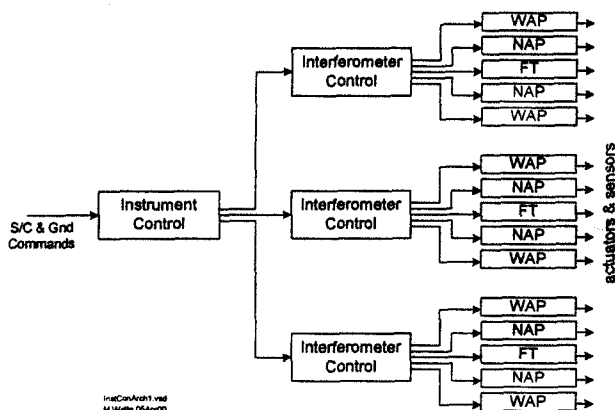 WAP
NAP
Interferometer
Control
FT
NAP
WAP
S/C & Gnd
Commands
Instrument
Control
Interferometer
Control
WAP
NAP
FT
NAP
WAP
actuators & sensors
Interferometer
Control
WAP
NAP
FT
NAP
WAP
InstConArch1.vsd